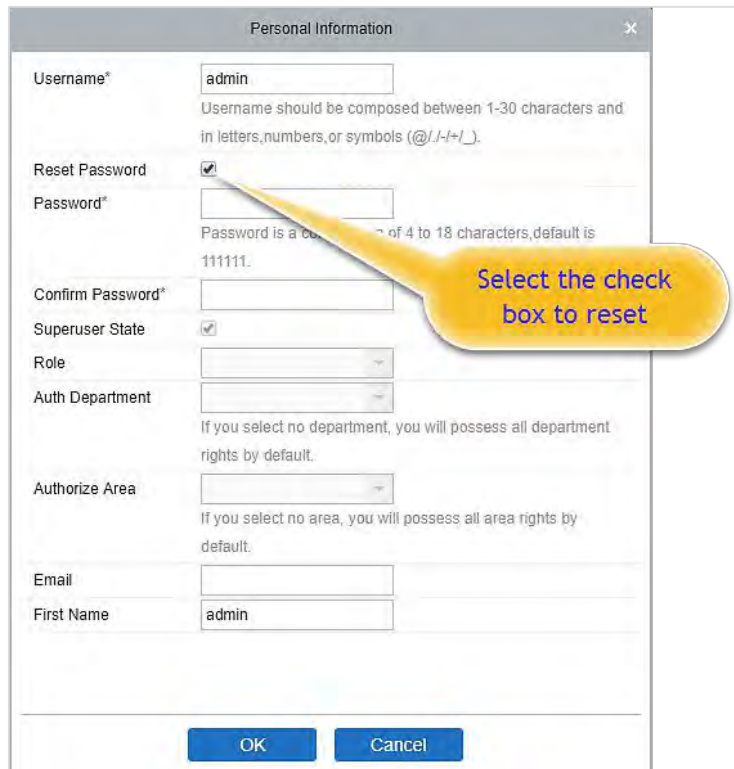 Personal Information
Username* admin
Username should be composed between 1-30 characters and
in letters,numbers,or symbols (@/./-/+/_).
Reset Password
Password*
Password is a of 4 to 18 characters,default is
111111.
Select the check
box to reset
Confirm Password*
Superuser State
Role
Auth Department
If you select no department, you will possess all department
rights by default.
Authorize Area
If you select no area, you will possess all area rights by
default.
Email
First Name admin
OK Cancel